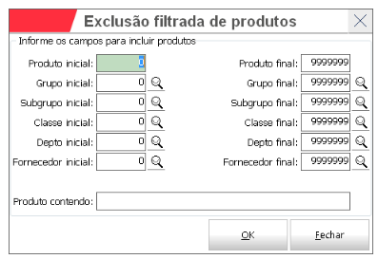 Exclusão filtrada de produtos
Informe os campos para incluir produtos
Produto inicial: 0 Produto final: 9999999
Grupo inicial: 0 Grupo final: 9999999
Subgrupo inicial: 0 Subgrupo final: 9999999
Classe inicial: 0 Classe final: 9999999
Depto inicial: 0 Depto final: 9999999
Fornecedor inicial: 0 Fornecedor final: 9999999
Produto contendo:
OK Fechar